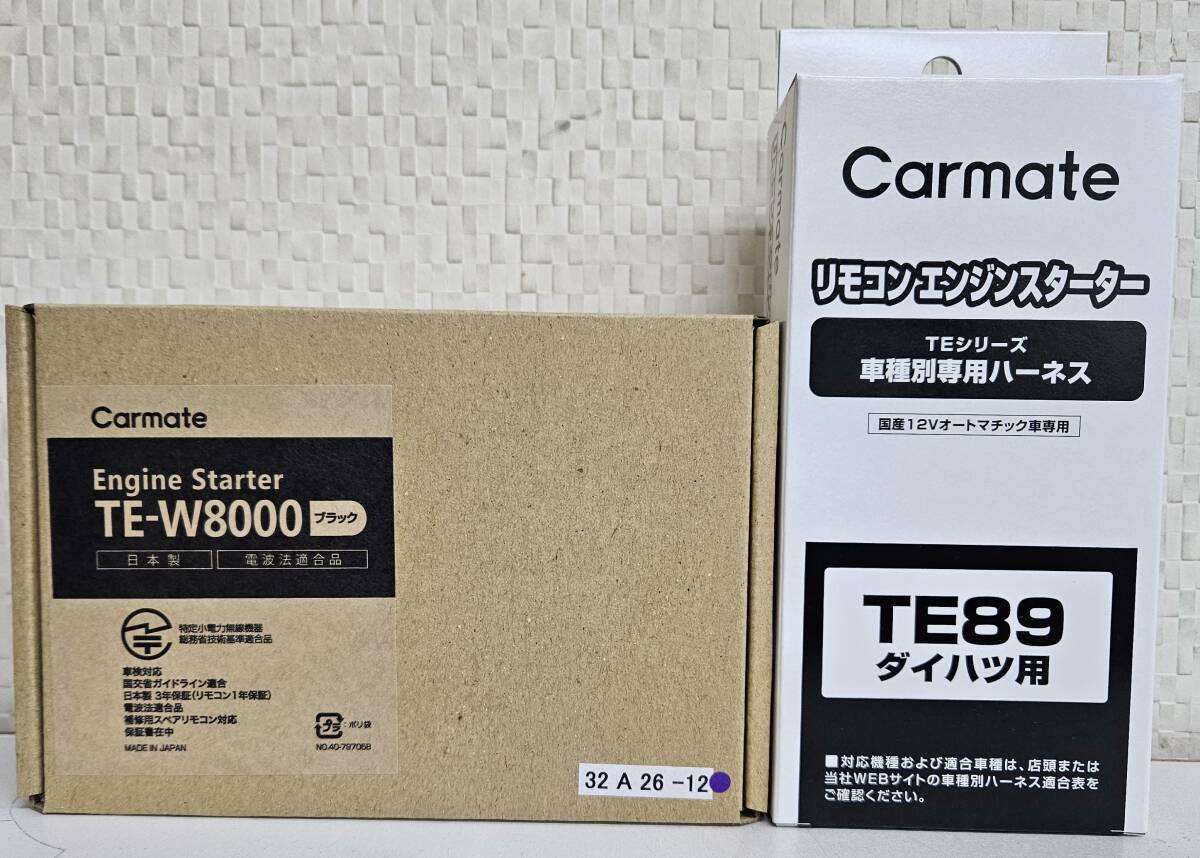 Carmate
Engine Starter
TE-W8000 ブラック
日本製 電波法適合品
特定小電力無線機器
総務省技術基準適合品
車検対応
国交省ガイドライン適合
日本製 3年保証(リモコン1年保証)
電波法適合品
補修用スペアリモコン対応
保証書在中
MADE IN JAPAN
プラ :ポリ袋
NO.40-79705B
32 A 26 -12
Carmate
Carmate
リモコンエンジンスターター
TEシリーズ
車種別専用ハーネス
国産12Vオートマチック車専用
TE89
ダイハツ用
■対応機種および適合車種は、店頭または
当社WEBサイトの車種別ハーネス適合表を
ご確認ください。